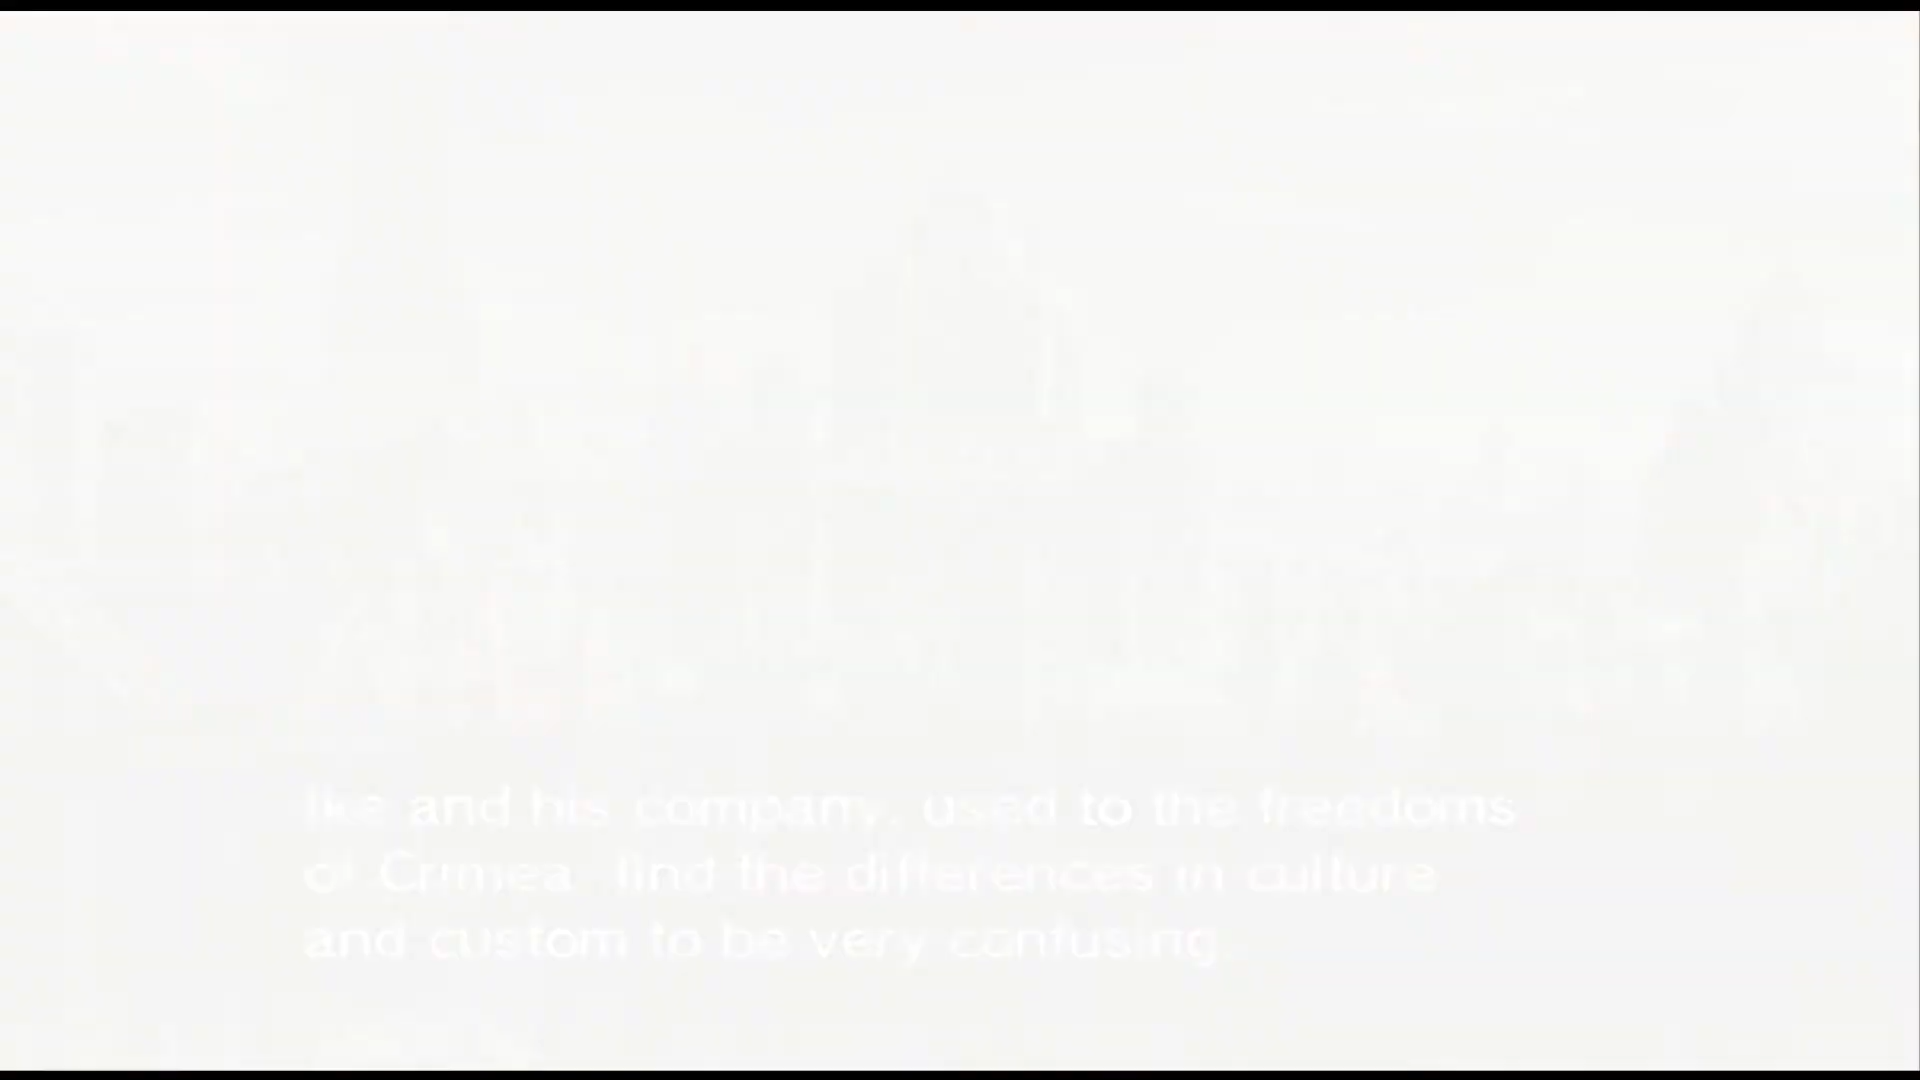 Ike and his company, used to the freedoms
of Crimea, find the differences in culture
and custom to be very confusing.